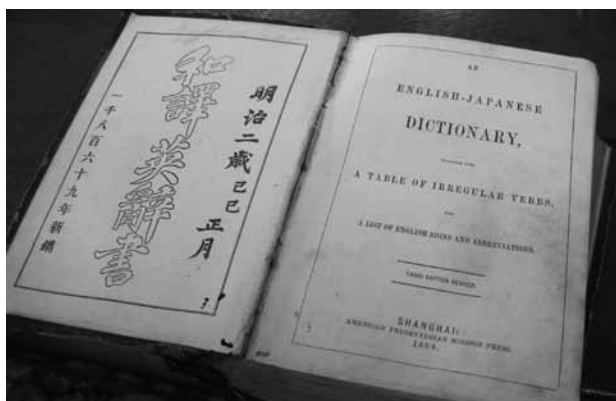 明治二歳己巳正月
和譯英辭書
一千八百六十九年新鐫
AN
ENGLISH-JAPANESE
DICTIONARY,
TOGETHER WITH
A TABLE OF IRREGULAR VERBS,
AND
A LIST OF ENGLISH SIGNS AND ABBREVIATIONS.
THIRD EDITION REVISED.
SHANGHAI:
AMERICAN PRESBYTERIAN MISSION PRESS.
1869.